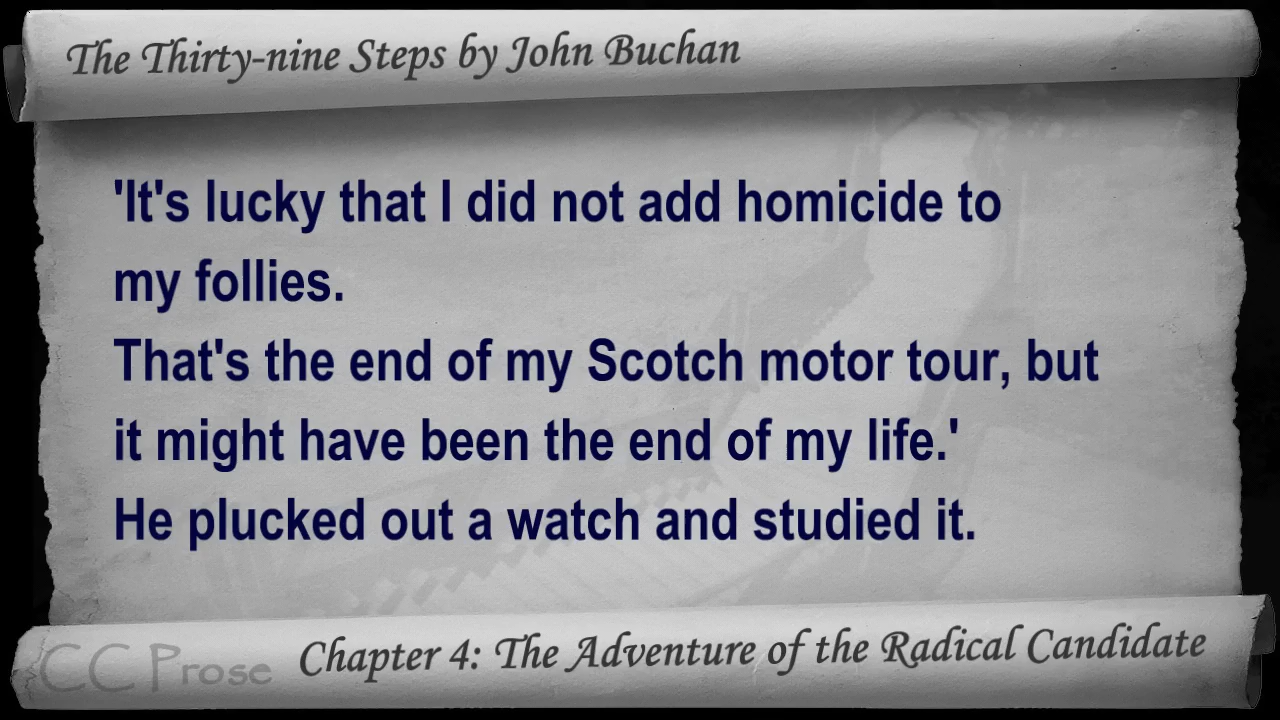 The Thirty-nine Steps by John Buchan
'It's lucky that I did not add homicide to
my follies.
That's the end of my Scotch motor tour, but
it might have been the end of my life.'
He plucked out a watch and studied it.
CC Prose
Chapter 4: The Adventure of the Radical Candidate